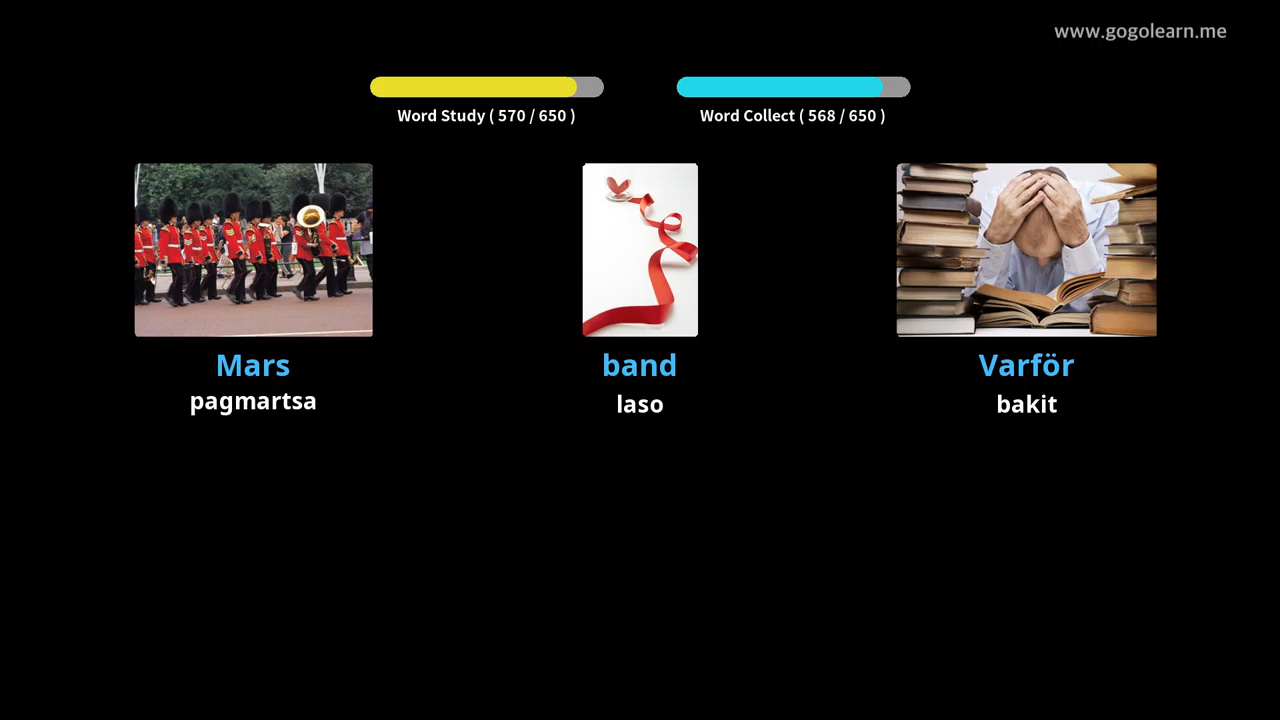 www.gogolearn.me
Word Study ( 570 / 650 )
Word Collect ( 568 / 650 )
Mars
pagmartsa
band
laso
Varför
bakit